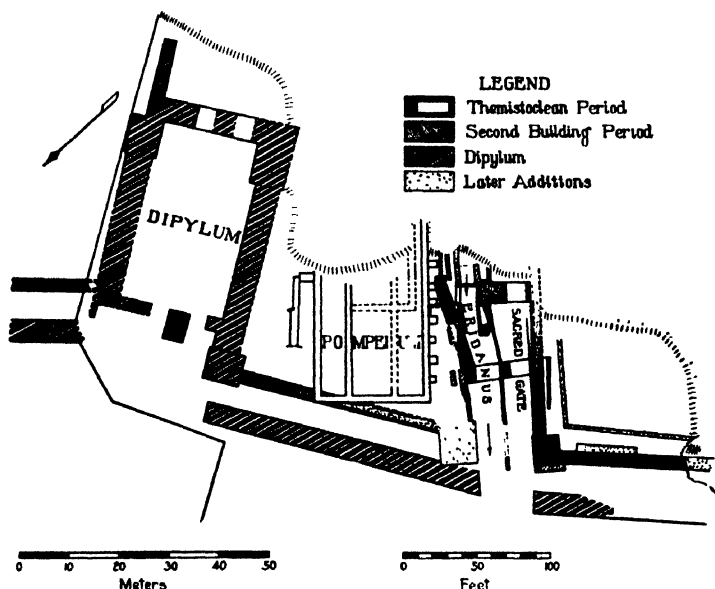 LEGEND
Themistoclean Period
Second Building Period
Dipylum
Later Additions
DIPYLUM
POMPEIUM
ERIDANUS
SACRED
GATE
0 10 20 30 40 50
Meters
0 50 100
Feet